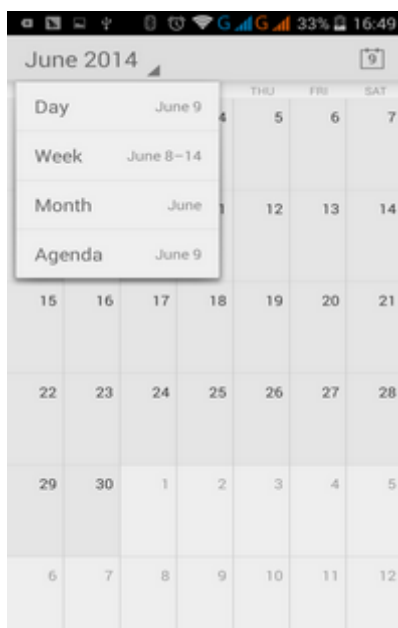 G G 33% 16:49
June 2014 9
THU FRI SAT
Day June 9
4 5 6 7
Week June 8–14
Month June
1 12 13 14
Agenda June 9
15 16 17 18 19 20 21
22 23 24 25 26 27 28
29 30 1 2 3 4 5
6 7 8 9 10 11 12